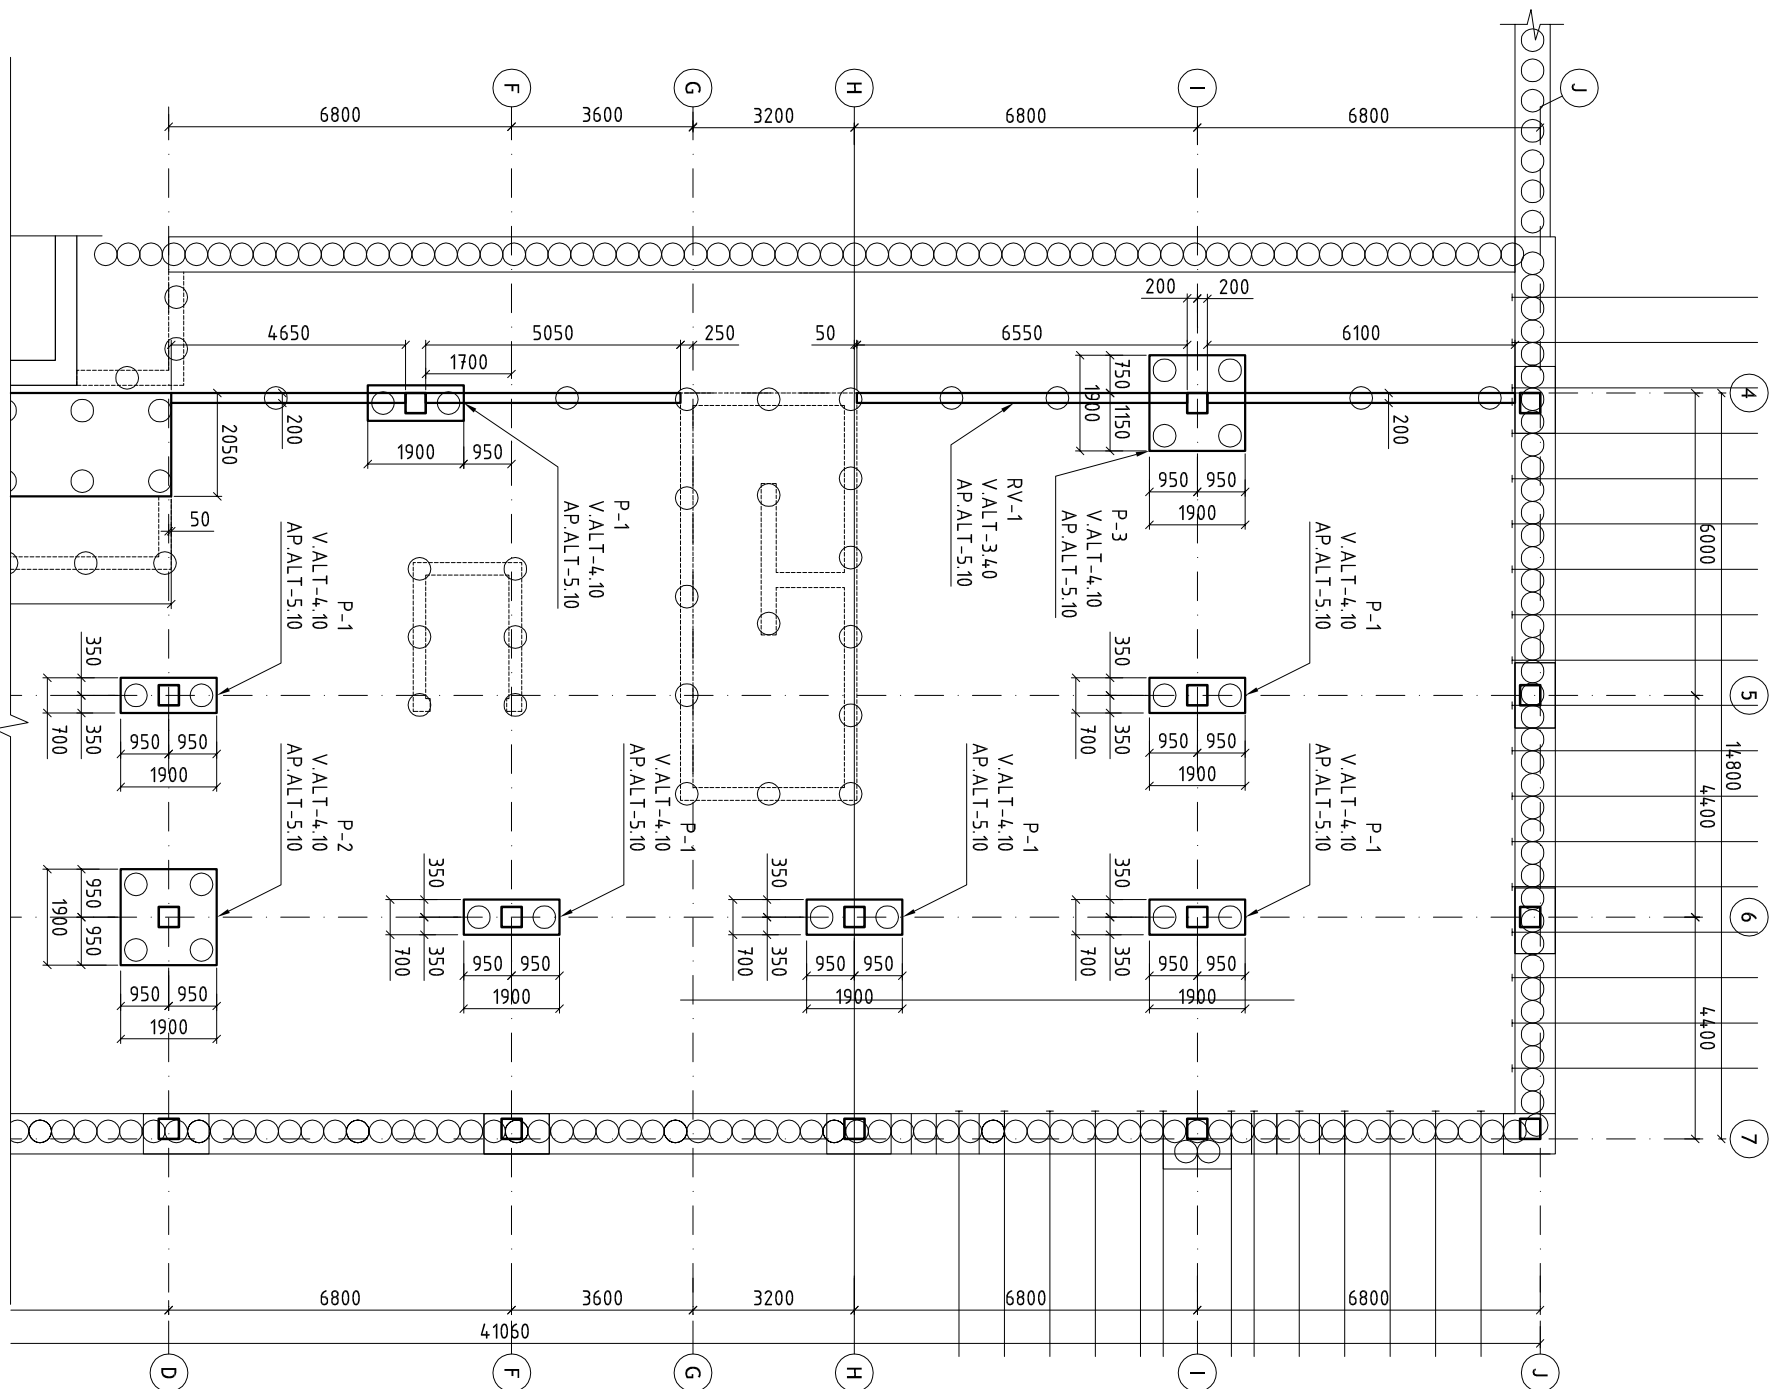 F
G
H
I
J
6800
3600
3200
6800
6800
200
200
4650
5050
250
50
6550
6100
1700
4
750
1900
1150
200
200
2050
1900
950
950
950
1900
P-1
V.ALT-4.10
AP.ALT-5.10
RV-1
V.ALT-3.40
AP.ALT-5.10
P-3
V.ALT-4.10
AP.ALT-5.10
50
6000
P-1
V.ALT-4.10
AP.ALT-5.10
P-1
V.ALT-4.10
AP.ALT-5.10
350
350
700
950
950
1900
350
350
700
950
950
1900
5
14800
4400
P-2
V.ALT-4.10
AP.ALT-5.10
P-1
V.ALT-4.10
AP.ALT-5.10
P-1
V.ALT-4.10
AP.ALT-5.10
P-1
V.ALT-4.10
AP.ALT-5.10
950
950
1900
950
950
1900
350
350
700
950
950
1900
350
350
700
950
950
1900
350
350
700
950
950
1900
6
4400
7
6800
3600
3200
6800
6800
41060
D
F
G
H
I
J